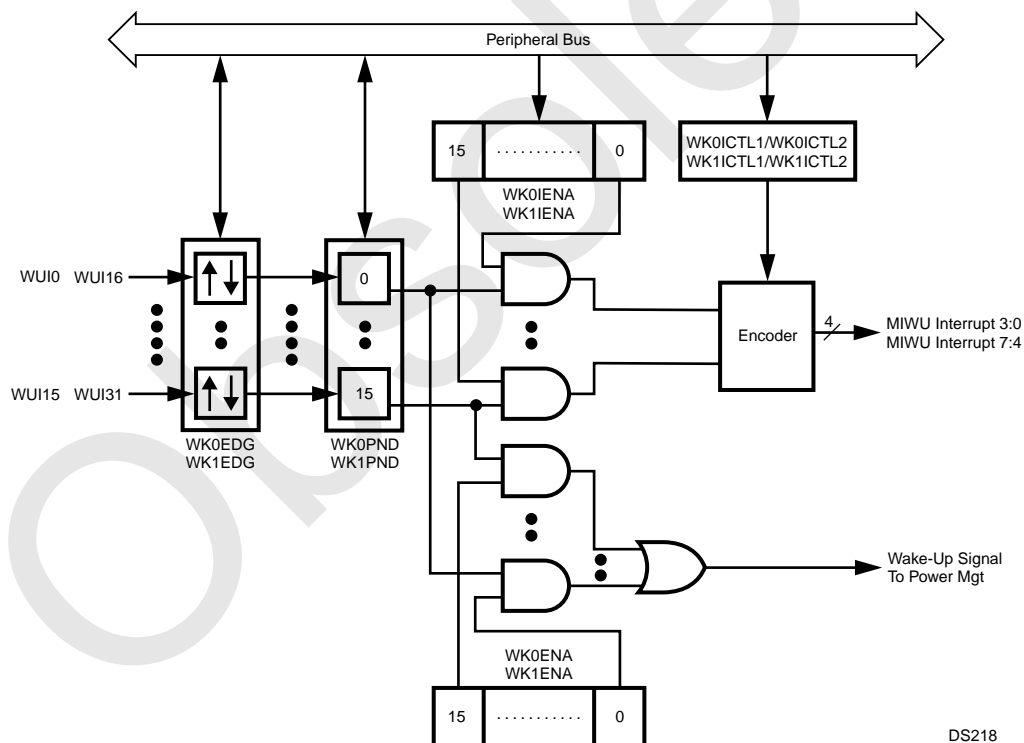 Peripheral Bus
15 ........... 0
WK0ICTL1/WK0ICTL2
WK1ICTL1/WK1ICTL2
WK0IENA
WK1IENA
WUI0 WUI16
0
Encoder
4
MIWU Interrupt 3:0
MIWU Interrupt 7:4
WUI15 WUI31
15
WK0EDG
WK1EDG
WK0PND
WK1PND
Wake-Up Signal
To Power Mgt
WK0ENA
WK1ENA
15 ........... 0
DS218
Obsole